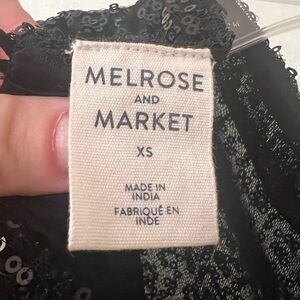 MELROSE
AND
MARKET
XS
MADE IN
INDIA
FABRIQUÉ EN
INDE